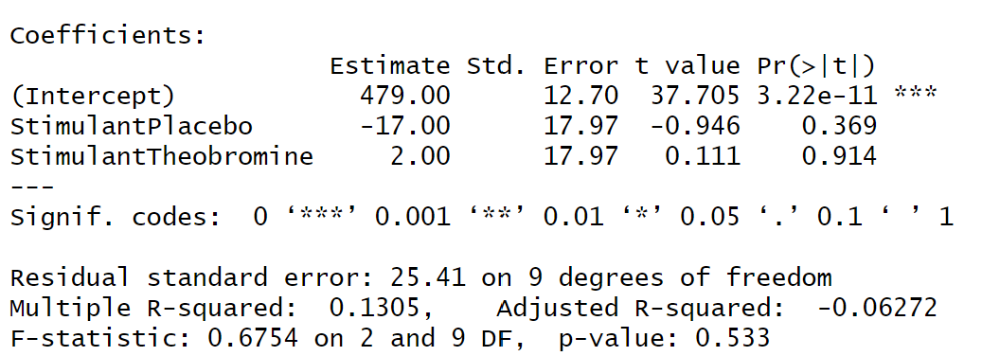 Coefficients:
Estimate Std. Error t value Pr(>|t|)
(Intercept) 479.00 12.70 37.705 3.22e-11 ***
StimulantPlacebo -17.00 17.97 -0.946 0.369
StimulantTheobromine 2.00 17.97 0.111 0.914
---
Signif. codes: 0 ‘***’ 0.001 ‘**’ 0.01 ‘*’ 0.05 ‘.’ 0.1 ‘ ’ 1
Residual standard error: 25.41 on 9 degrees of freedom
Multiple R-squared: 0.1305, Adjusted R-squared: -0.06272
F-statistic: 0.6754 on 2 and 9 DF, p-value: 0.533